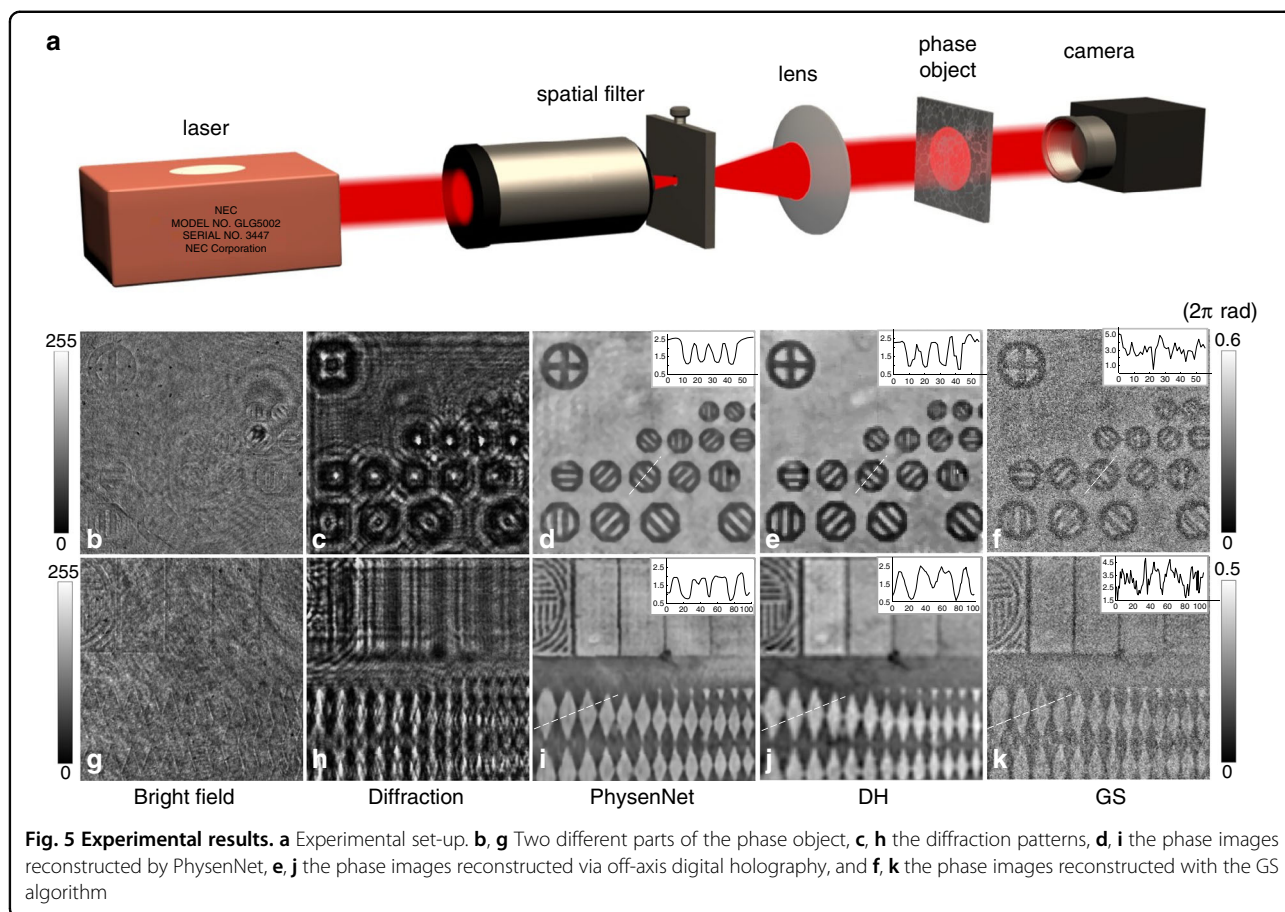 a
laser
spatial filter
lens
phase
object
camera
NEC
MODEL NO. GLG5002
SERIAL NO. 3447
NEC Corporation
(2π rad)
255
0
b
c
2.5
1.5
0.5
0 10 20 30 40 50
d
2.5
1.5
0.5
0 10 20 30 40 50
e
5.0
3.0
1.0
0 10 20 30 40 50
f
0.6
0
255
0
g
h
2.5
1.5
0.5
0 20 40 60 80 100
i
2.5
1.5
0.5
0 20 40 60 80 100
j
4.5
3.5
2.5
1.5
0 20 40 60 80 100
k
0.5
0
Bright field Diffraction PhysenNet DH GS
Fig. 5 Experimental results. a Experimental set-up. b, g Two different parts of the phase object, c, h the diffraction patterns, d, i the phase images
reconstructed by PhysenNet, e, j the phase images reconstructed via off-axis digital holography, and f, k the phase images reconstructed with the GS
algorithm